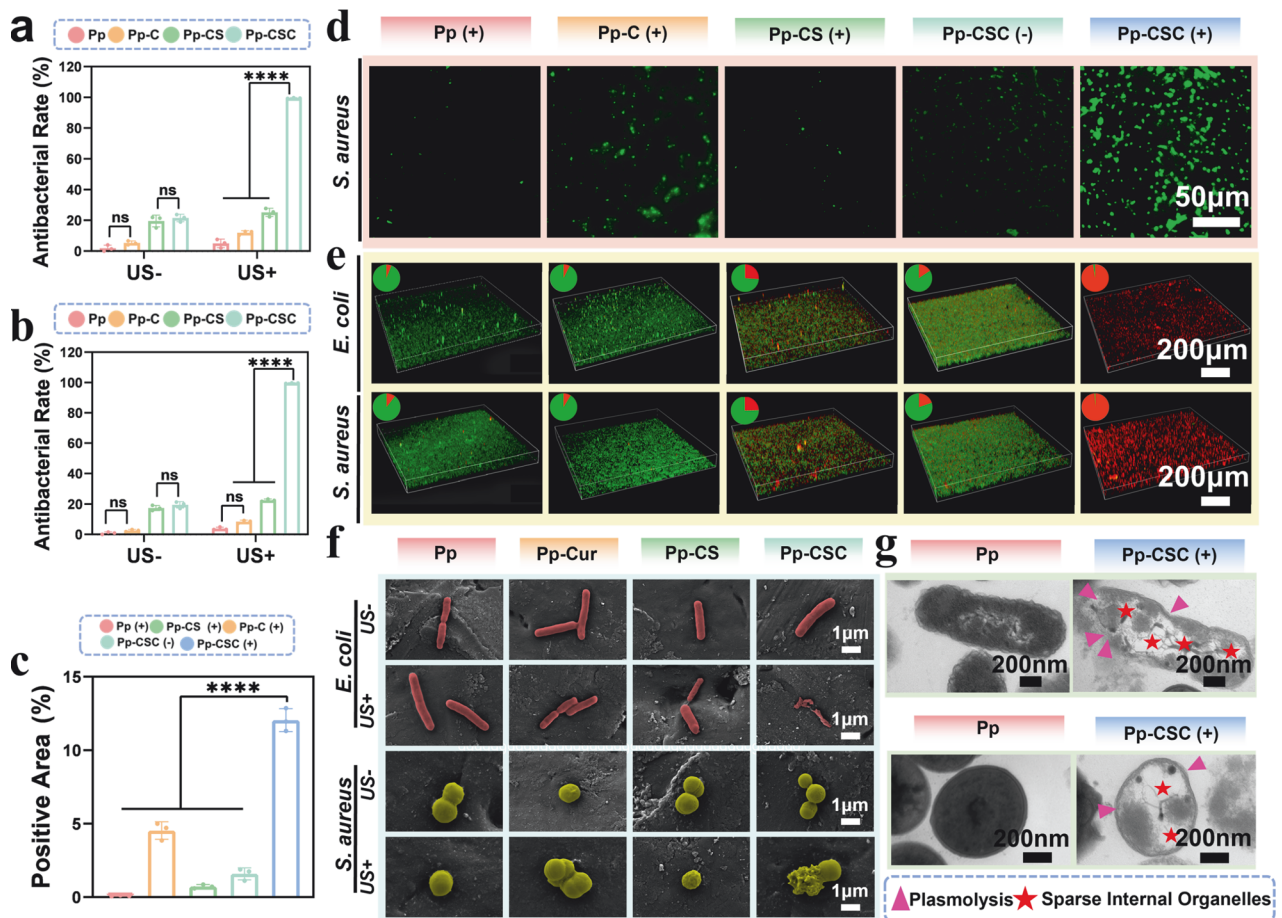 a
Pp Pp-C Pp-CS Pp-CSC
Antibacterial Rate (%)
120
100
80
60
40
20
0
ns
ns
****
US-
US+
b
Pp Pp-C Pp-CS Pp-CSC
Antibacterial Rate (%)
120
100
80
60
40
20
0
ns
ns
ns
****
US-
US+
c
Pp (+) Pp-CS (+) Pp-C (+)
Pp-CSC (-) Pp-CSC (+)
Positive Area (%)
15
10
5
0
****
d
Pp (+) Pp-C (+) Pp-CS (+) Pp-CSC (-) Pp-CSC (+)
S. aureus
50μm
e
E. coli
200μm
S. aureus
200μm
f
Pp Pp-Cur Pp-CS Pp-CSC
E. coli
US-
1μm
US+
1μm
S. aureus
US-
1μm
US+
1μm
g
Pp Pp-CSC (+)
200nm 200nm
Pp Pp-CSC (+)
200nm 200nm
Plasmolysis Sparse Internal Organelles